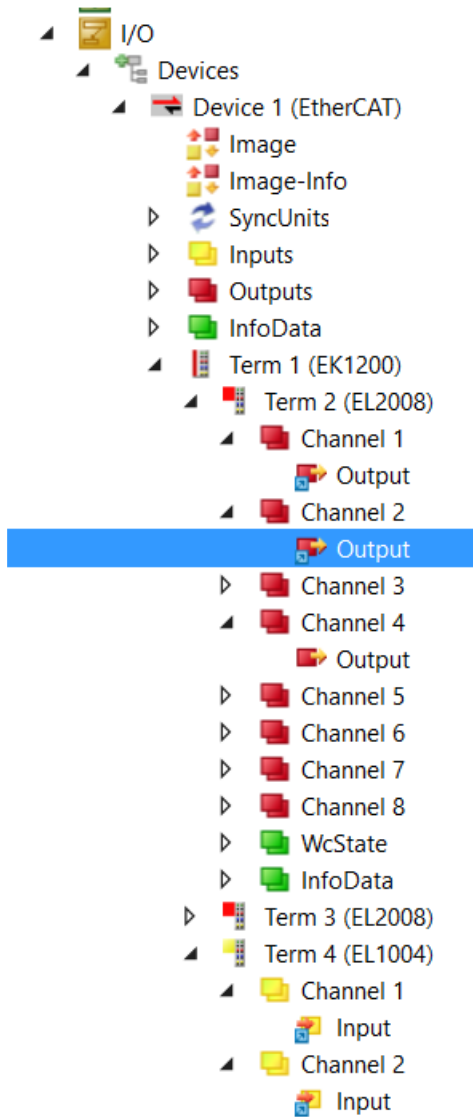 I/O
Devices
Device 1 (EtherCAT)
Image
Image-Info
SyncUnits
Inputs
Outputs
InfoData
Term 1 (EK1200)
Term 2 (EL2008)
Channel 1
Output
Channel 2
Output
Channel 3
Channel 4
Output
Channel 5
Channel 6
Channel 7
Channel 8
WcState
InfoData
Term 3 (EL2008)
Term 4 (EL1004)
Channel 1
Input
Channel 2
Input